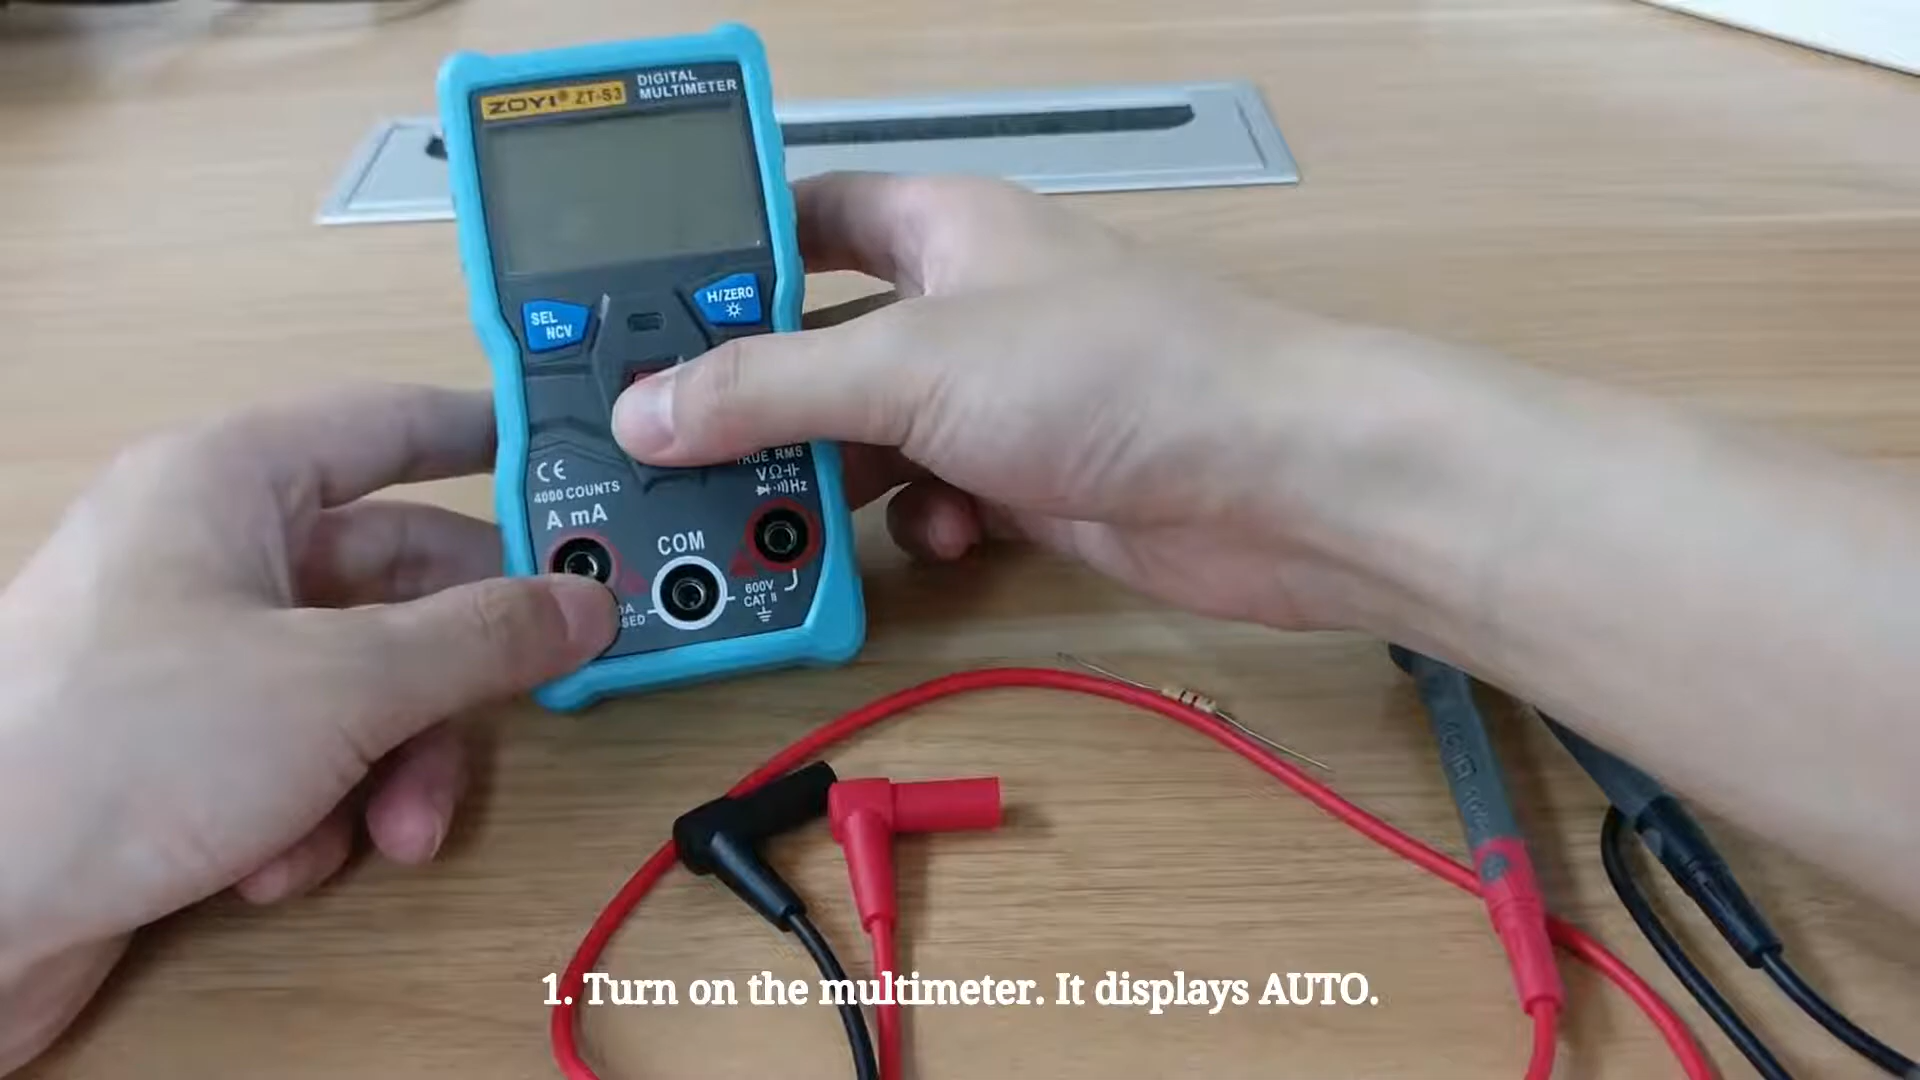 ZOYI® ZT-S3
DIGITAL
MULTIMETER
SEL
NCV
H/ZERO
CE
4000 COUNTS
A mA
TRUE RMS
VΩ
Hz
COM
600V
CAT II
1. Turn on the multimeter. It displays AUTO.